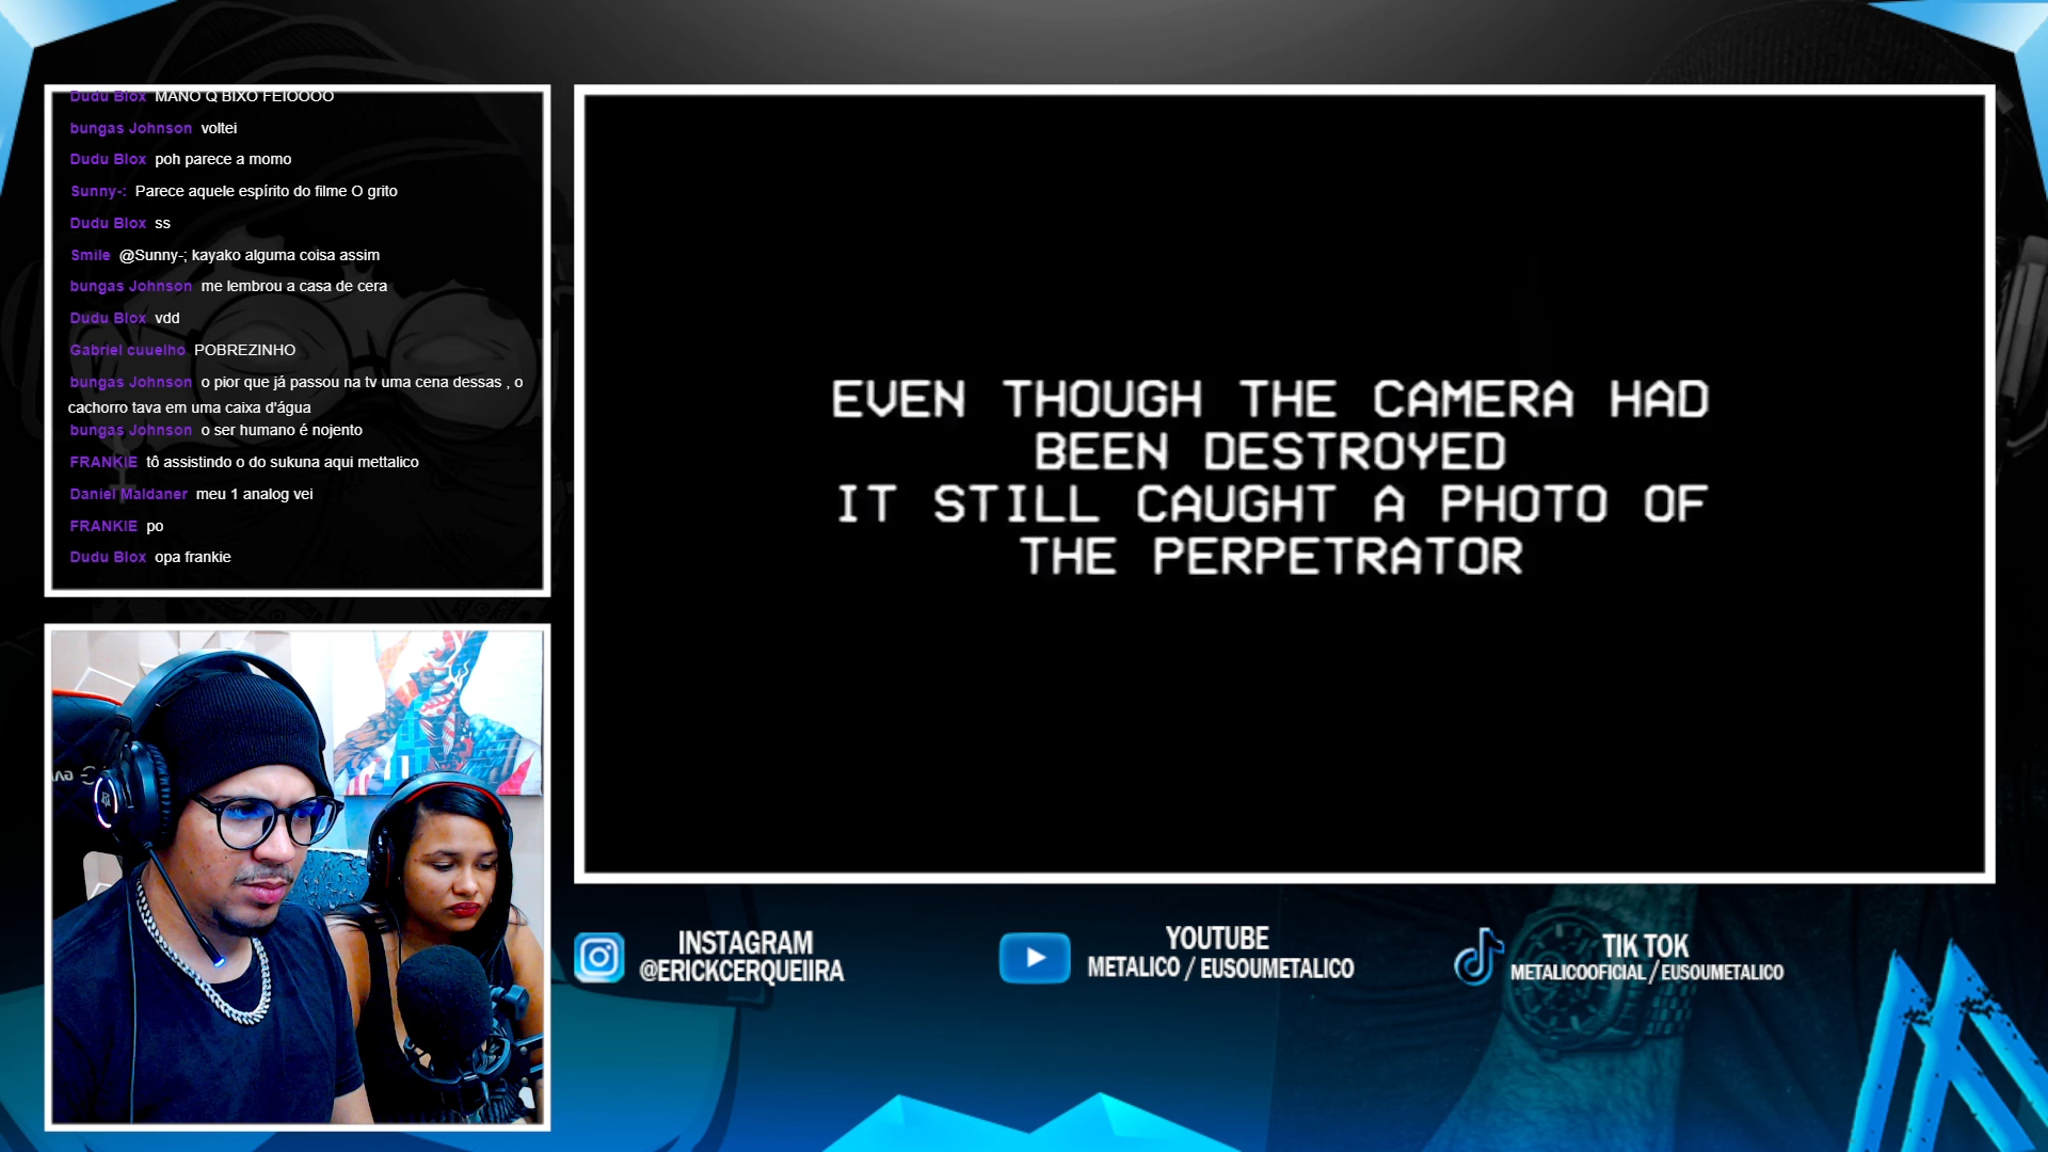 Dudu Blox MANO Q BIXO FEIOOOO
bungas Johnson voltei
Dudu Blox poh parece a momo
Sunny-: Parece aquele espírito do filme O grito
Dudu Blox ss
Smile @Sunny-; kayako alguma coisa assim
bungas Johnson me lembrou a casa de cera
Dudu Blox vdd
Gabriel cuuelho POBREZINHO
bungas Johnson o pior que já passou na tv uma cena dessas , o
cachorro tava em uma caixa d'água
bungas Johnson o ser humano é nojento
FRANKIE tô assistindo o do sukuna aqui mettalico
Daniel Maldaner meu 1 analog vei
FRANKIE po
Dudu Blox opa frankie
EVEN THOUGH THE CAMERA HAD
BEEN DESTROYED
IT STILL CAUGHT A PHOTO OF
THE PERPETRATOR
INSTAGRAM
@ERICKCERQUEIIRA
YOUTUBE
METALICO / EUSOUMETALICO
TIK TOK
METALICOOFICIAL / EUSOUMETALICO